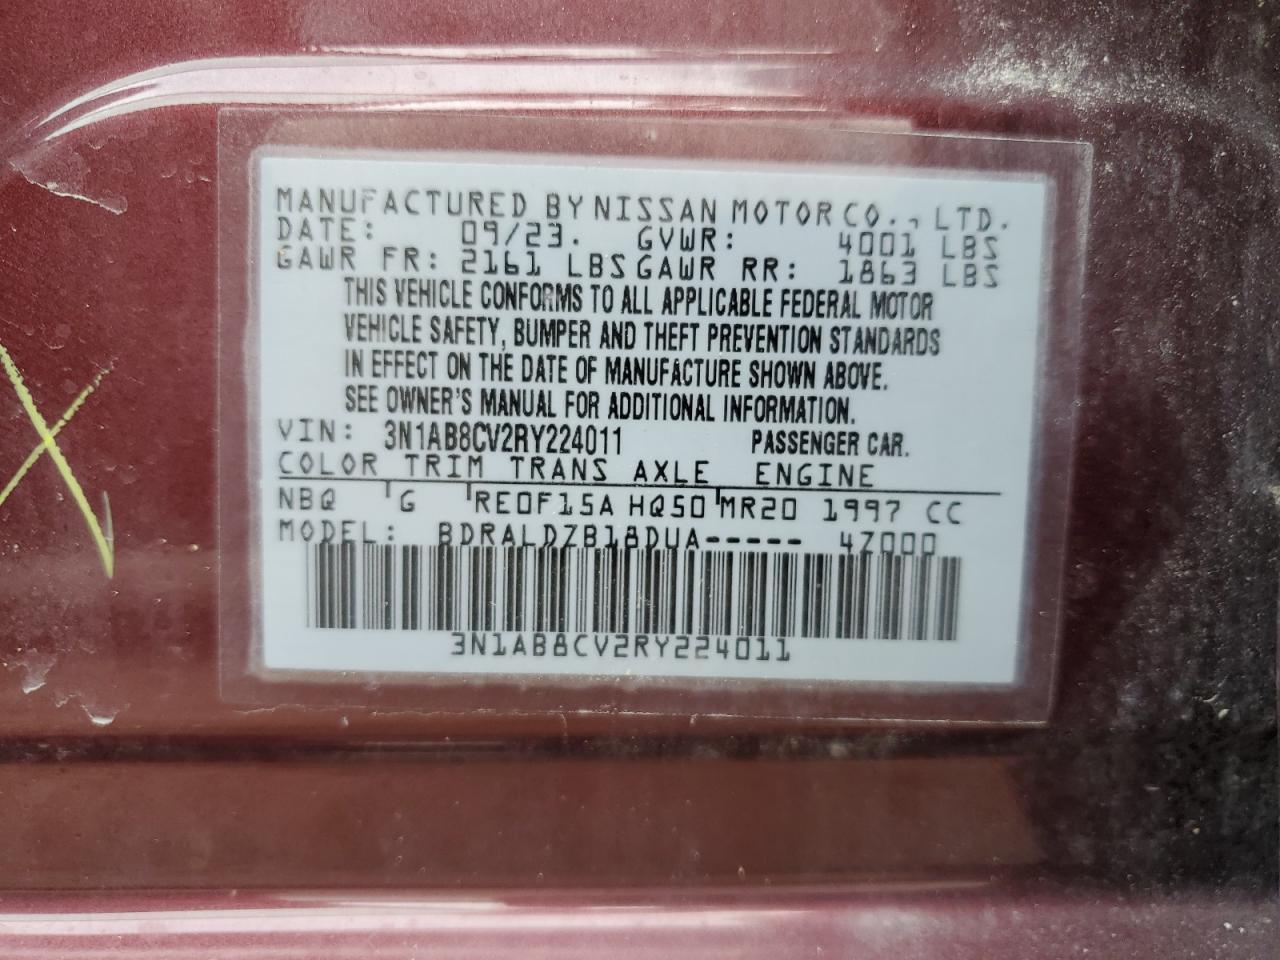 MANUFACTURED BY NISSAN MOTOR CO., LTD.
DATE: 09/23. GVWR: 4001 LBS
GAWR FR: 2161 LBS GAWR RR: 1863 LBS
THIS VEHICLE CONFORMS TO ALL APPLICABLE FEDERAL MOTOR
VEHICLE SAFETY, BUMPER AND THEFT PREVENTION STANDARDS
IN EFFECT ON THE DATE OF MANUFACTURE SHOWN ABOVE.
SEE OWNER'S MANUAL FOR ADDITIONAL INFORMATION.
VIN: 3N1AB8CV2RY224011 PASSENGER CAR.
COLOR TRIM TRANS AXLE ENGINE
NBQ G RE0F15A HQ50 MR20 1997 CC
MODEL: BDRALDZB18DUA----- 4Z000
3N1AB8CV2RY224011